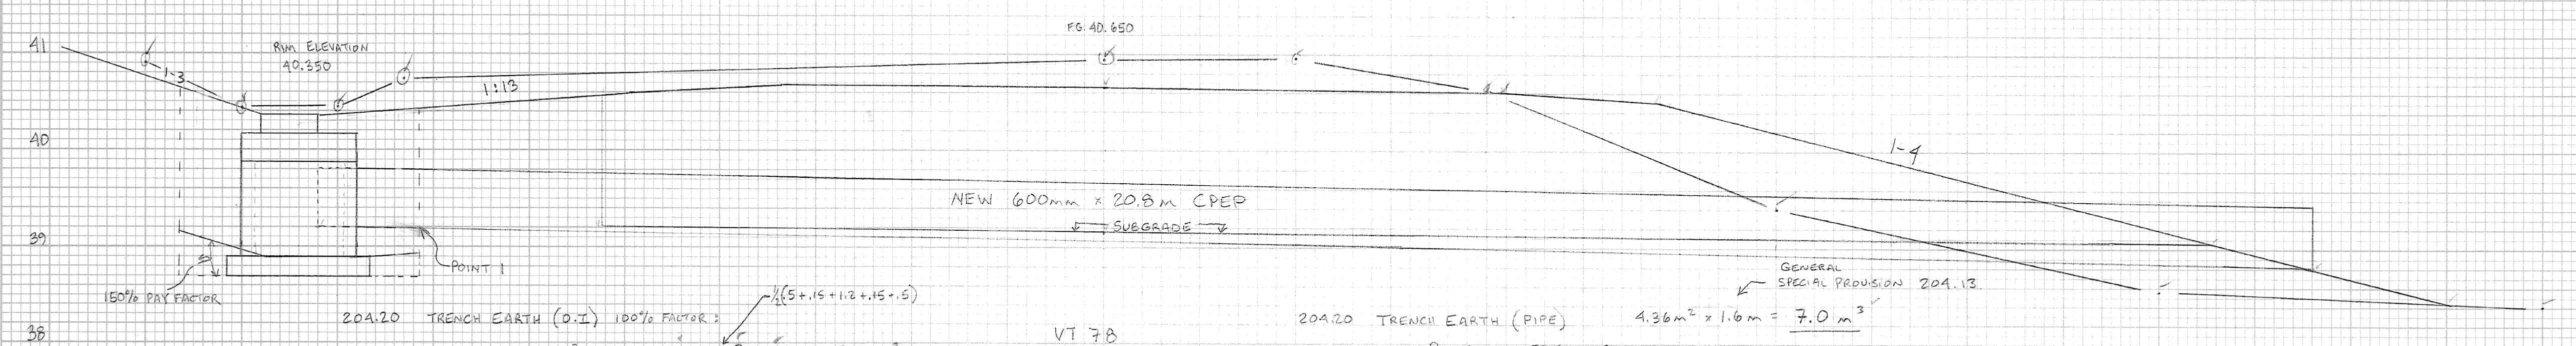 F.G. 40.650
41
RIM ELEVATION
40.350
1-3
1:13
40
1-4
NEW 600mm x 20.8m CPEP
SUBGRADE
39
POINT 1
GENERAL
SPECIAL PROVISION 204.13.
150% PAY FACTOR
½(.5+.15+1.2+.15+.5)
204.20 TRENCH EARTH (D.I) 100% FACTOR:
204.20 TRENCH EARTH (PIPE) 4.36m² x 1.6m = 7.0 m³
38
VT 78